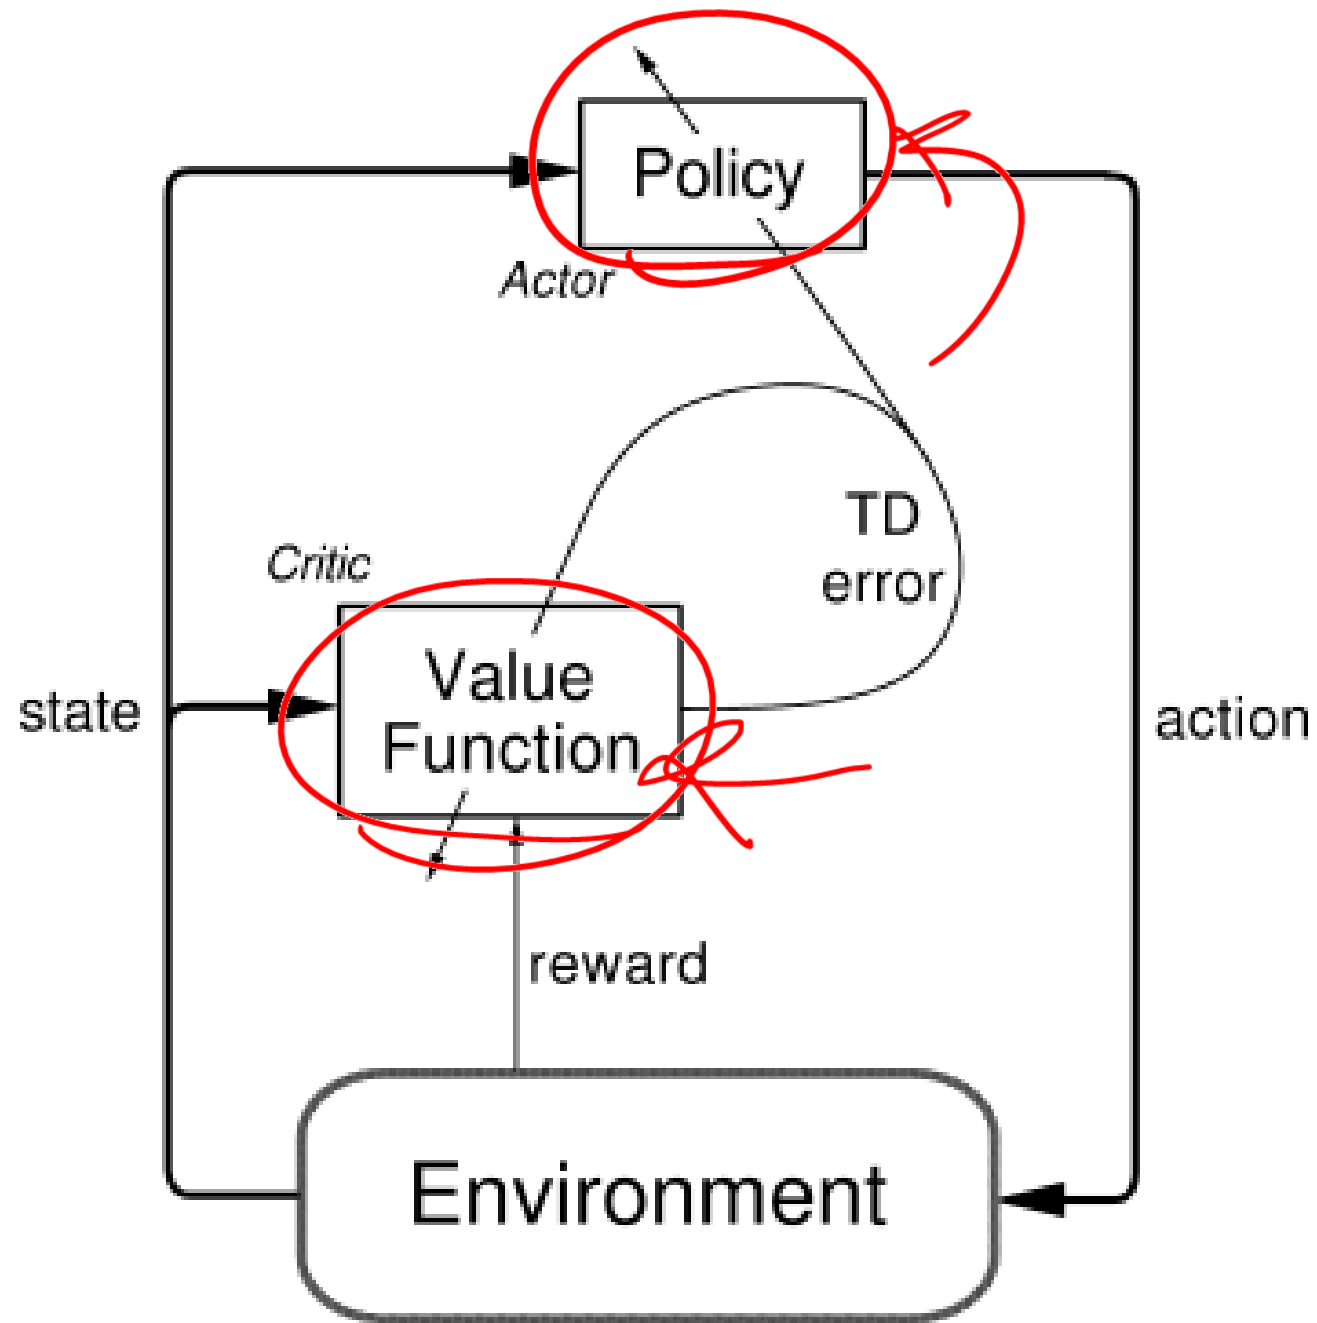 Policy
Actor
TD
error
Critic
Value
Function
state
action
reward
Environment